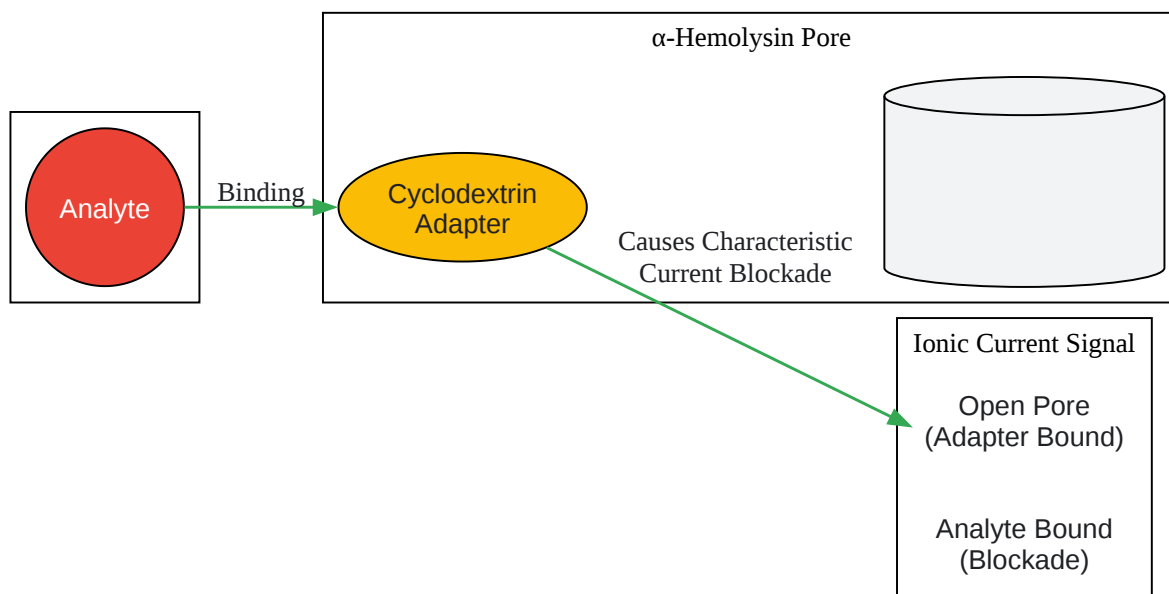 α-Hemolysin Pore
Analyte
Binding
Cyclodextrin
Adapter
Causes Characteristic
Current Blockade
Ionic Current Signal
Open Pore
(Adapter Bound)
Analyte Bound
(Blockade)